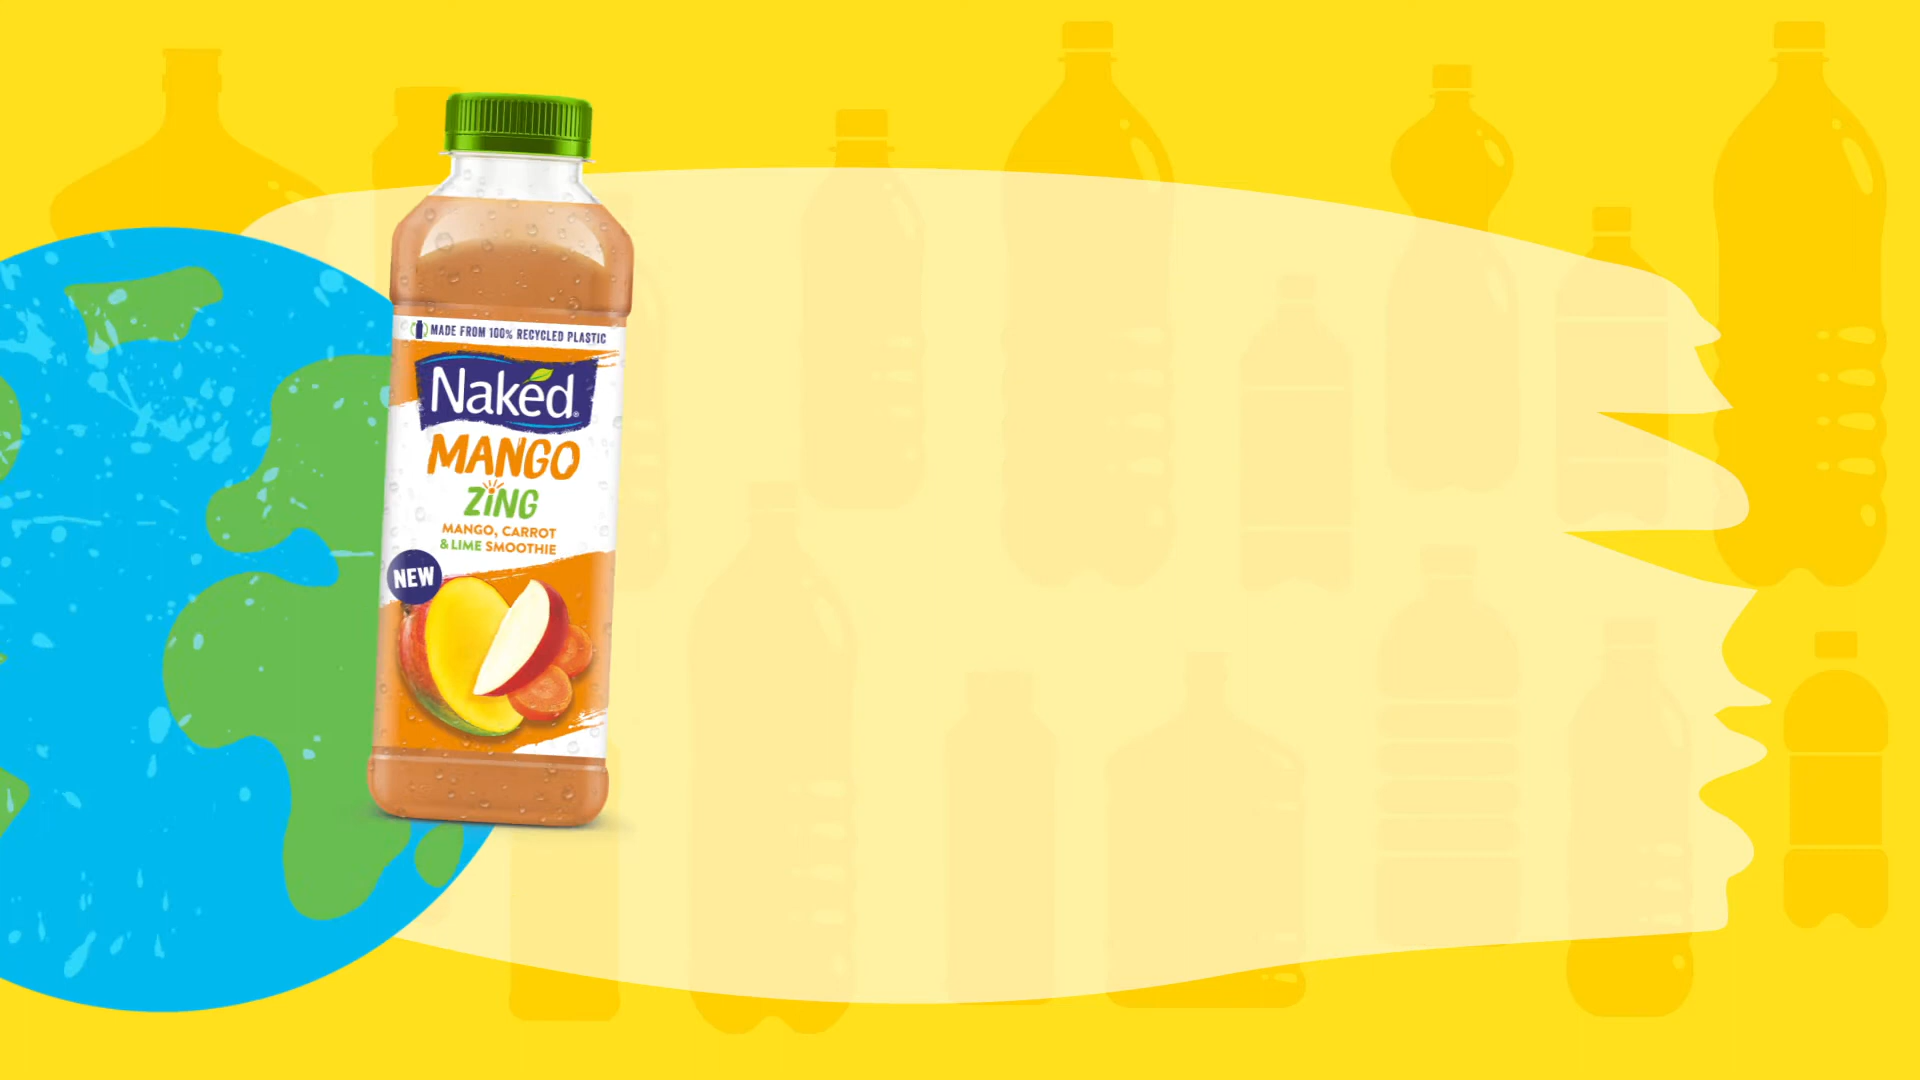 MADE FROM 100% RECYCLED PLASTIC
Naked®
MANGO
ZiNG
MANGO, CARROT
& LIME SMOOTHIE
NEW